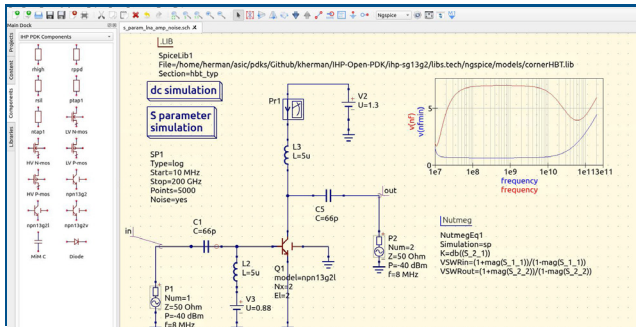 Ngspice
Main Dock
s_param_lna_amp_noise.sch
IHP PDK Components
Projects
Content
Components
Libraries
rhigh
rppd
rsil
ptap1
ntap1
LV N-mos
HV N-mos
LV P-mos
HV P-mos
npn13g2
npn13g2l
npn13g2v
MIM C
Diode
.LIB
SpiceLib1
File=/home/herman/asic/pdks/Github/kherman/IHP-Open-PDK/ihp-sg13g2/libs.tech/ngspice/models/cornerHBT.lib
Section=hbt_typ
dc simulation
S parameter
simulation
SP1
Type=log
Start=10 MHz
Stop=200 GHz
Points=5000
Noise=yes
Pr1
V2
U=1.3
L3
L=5u
out
C5
C=66p
P2
Num=2
Z=50 Ohm
P=-40 dBm
f=8 MHz
in
C1
C=66p
L2
L=5u
Q1
model=npn13g2l
Nx=2
El=2
P1
Num=1
Z=50 Ohm
P=-40 dBm
f=8 MHz
V3
U=0.88
v(nf)
v(nfmin)
5
0
1e7
1e8
1e9
1e10
1e113e11
frequency
frequency
Nutmeg
NutmegEq1
Simulation=sp
K=db((S_2_1))
VSWRin=(1+mag(S_1_1))/(1-mag(S_1_1))
VSWRout=(1+mag(S_2_2))/(1-mag(S_2_2))